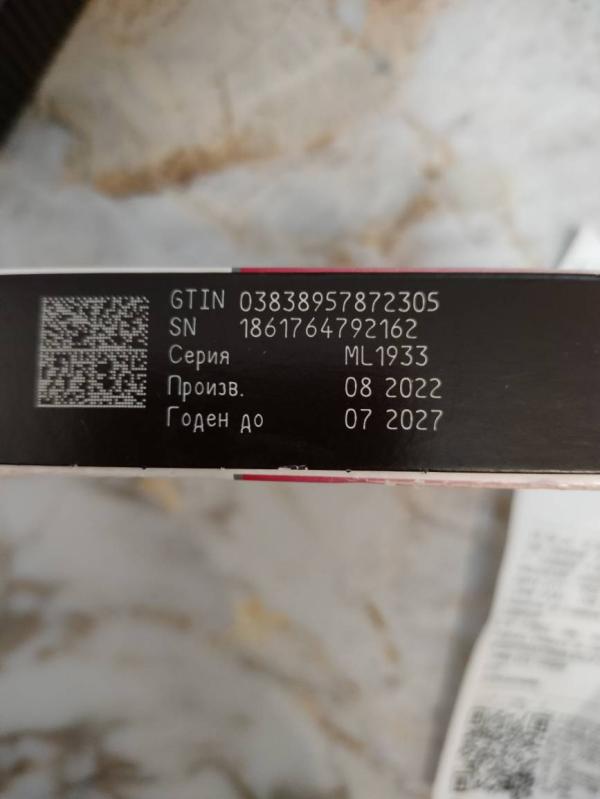 GTIN 03838957872305
SN 1861764792162
Серия ML1933
Произв. 08 2022
Годен до 07 2027